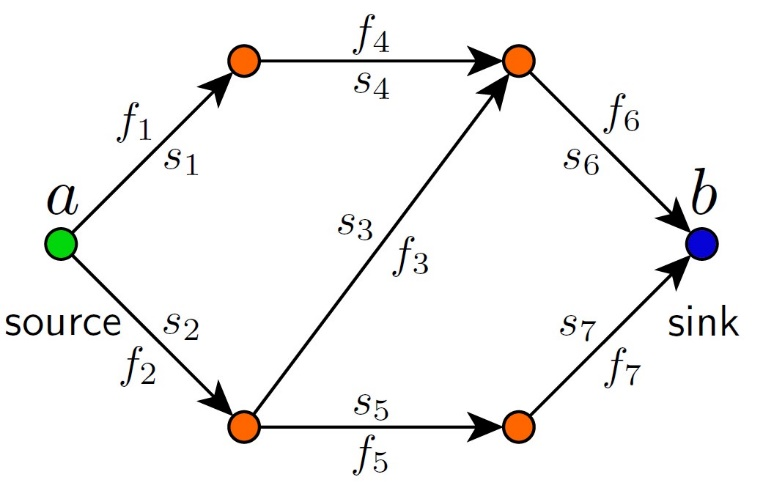 f₄
s₄
f₁
s₁
f₆
s₆
a
b
s₃
f₃
source
s₂
f₂
s₇
f₇
sink
s₅
f₅